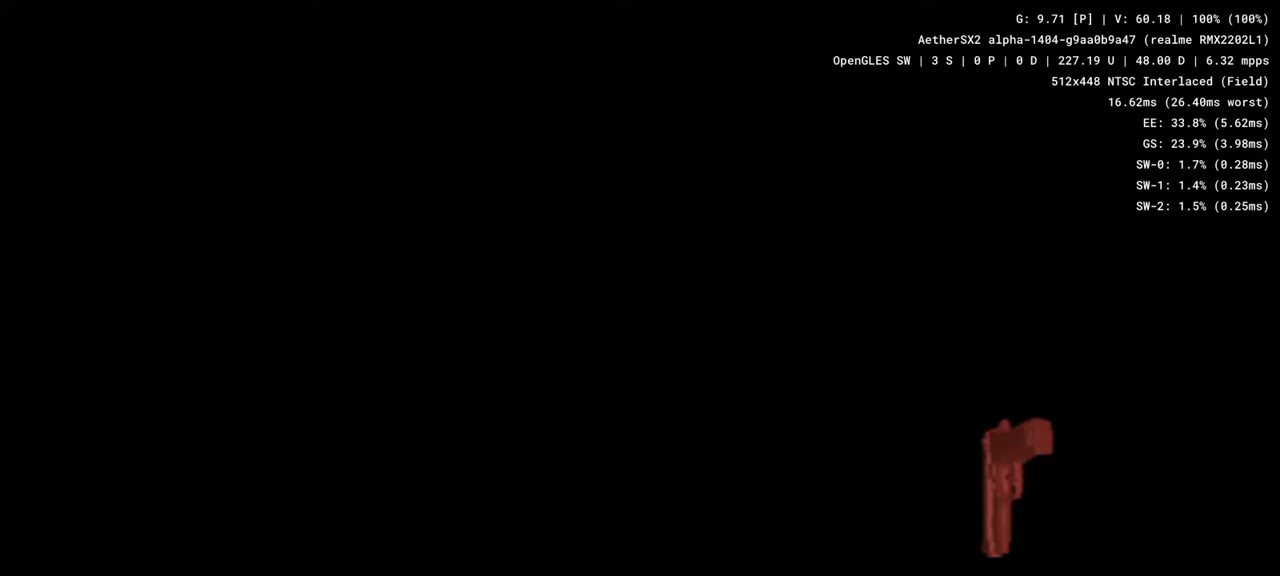 G: 9.71 [P] | V: 60.18 | 100% (100%)
AetherSX2 alpha-1404-g9aa0b9a47 (realme RMX2202L1)
OpenGLES SW | 3 S | 0 P | 0 D | 227.19 U | 48.00 D | 6.32 mpps
512x448 NTSC Interlaced (Field)
16.62ms (26.40ms worst)
EE: 33.8% (5.62ms)
GS: 23.9% (3.98ms)
SW-0: 1.7% (0.28ms)
SW-1: 1.4% (0.23ms)
SW-2: 1.5% (0.25ms)